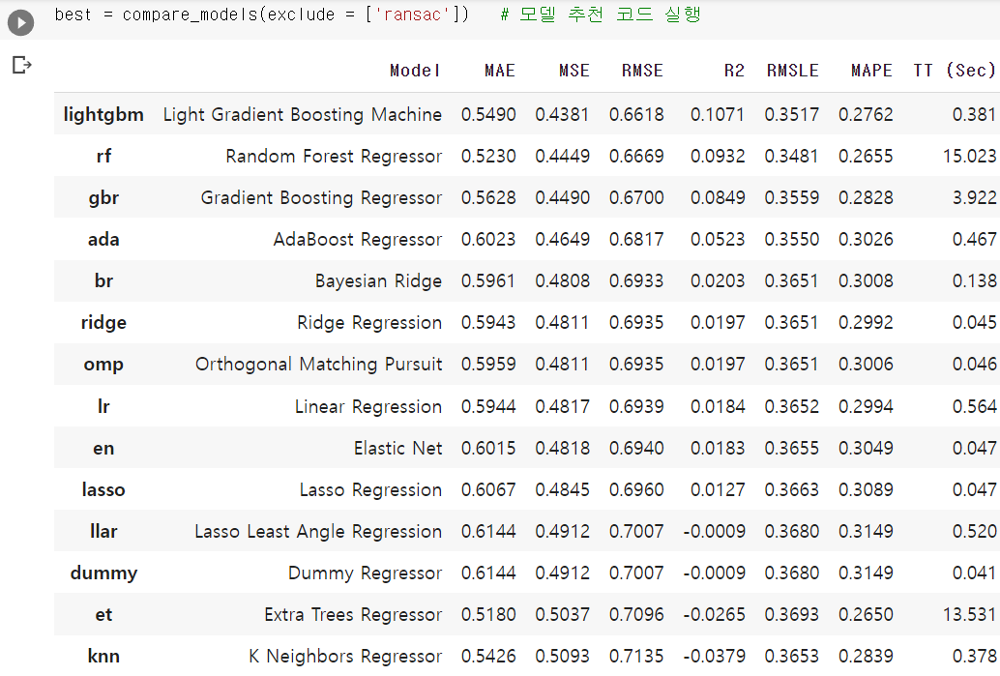 best = compare_models(exclude = ['ransac'])   # 모델 추천 코드 실행
Model MAE MSE RMSE R2 RMSLE MAPE TT (Sec)
lightgbm Light Gradient Boosting Machine 0.5490 0.4381 0.6618 0.1071 0.3517 0.2762 0.381
rf Random Forest Regressor 0.5230 0.4449 0.6669 0.0932 0.3481 0.2655 15.023
gbr Gradient Boosting Regressor 0.5628 0.4490 0.6700 0.0849 0.3559 0.2828 3.922
ada AdaBoost Regressor 0.6023 0.4649 0.6817 0.0523 0.3550 0.3026 0.467
br Bayesian Ridge 0.5961 0.4808 0.6933 0.0203 0.3651 0.3008 0.138
ridge Ridge Regression 0.5943 0.4811 0.6935 0.0197 0.3651 0.2992 0.045
omp Orthogonal Matching Pursuit 0.5959 0.4811 0.6935 0.0197 0.3651 0.3006 0.046
lr Linear Regression 0.5944 0.4817 0.6939 0.0184 0.3652 0.2994 0.564
en Elastic Net 0.6015 0.4818 0.6940 0.0183 0.3655 0.3049 0.047
lasso Lasso Regression 0.6067 0.4845 0.6960 0.0127 0.3663 0.3089 0.047
llar Lasso Least Angle Regression 0.6144 0.4912 0.7007 -0.0009 0.3680 0.3149 0.520
dummy Dummy Regressor 0.6144 0.4912 0.7007 -0.0009 0.3680 0.3149 0.041
et Extra Trees Regressor 0.5180 0.5037 0.7096 -0.0265 0.3693 0.2650 13.531
knn K Neighbors Regressor 0.5426 0.5093 0.7135 -0.0379 0.3713 0.2839 0.378